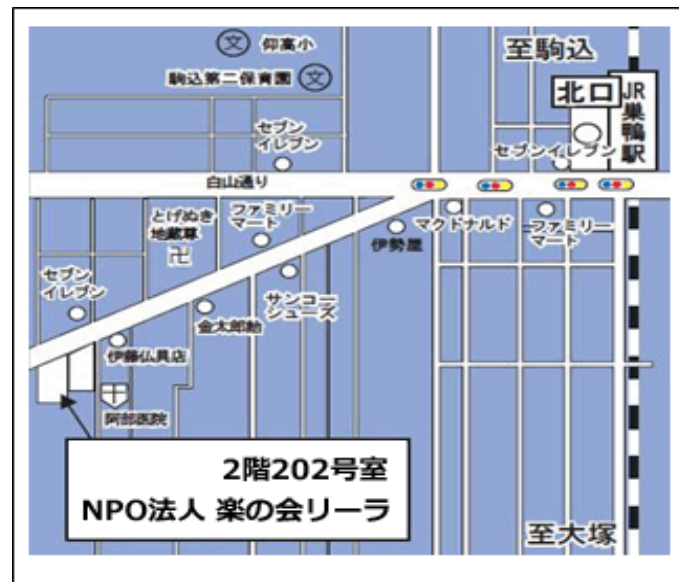 文 仰高小
至駒込
駒込第二保育園 文
北口
JR巣鴨駅
セブン
イレブン
セブンイレブン
白山通り
とげぬき
地蔵尊
卍
ファミリー
マート
伊勢屋
マクドナルド
ファミリー
マート
セブン
イレブン
サンコー
シューズ
金太郎飴
伊藤仏具店
阿部医院
2階202号室
NPO法人 楽の会リーラ
至大塚